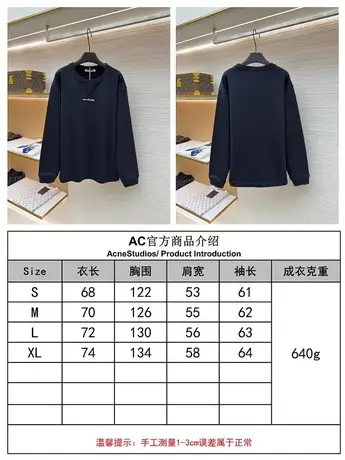 AcneStudios
AC官方商品介绍
AcneStudios/ Product Introduction
Size 衣长 胸围 肩宽 袖长 成衣克重
S 68 122 53 61
M 70 126 55 62
L 72 130 56 63
XL 74 134 58 64
640g
温馨提示：手工测量1-3cm误差属于正常